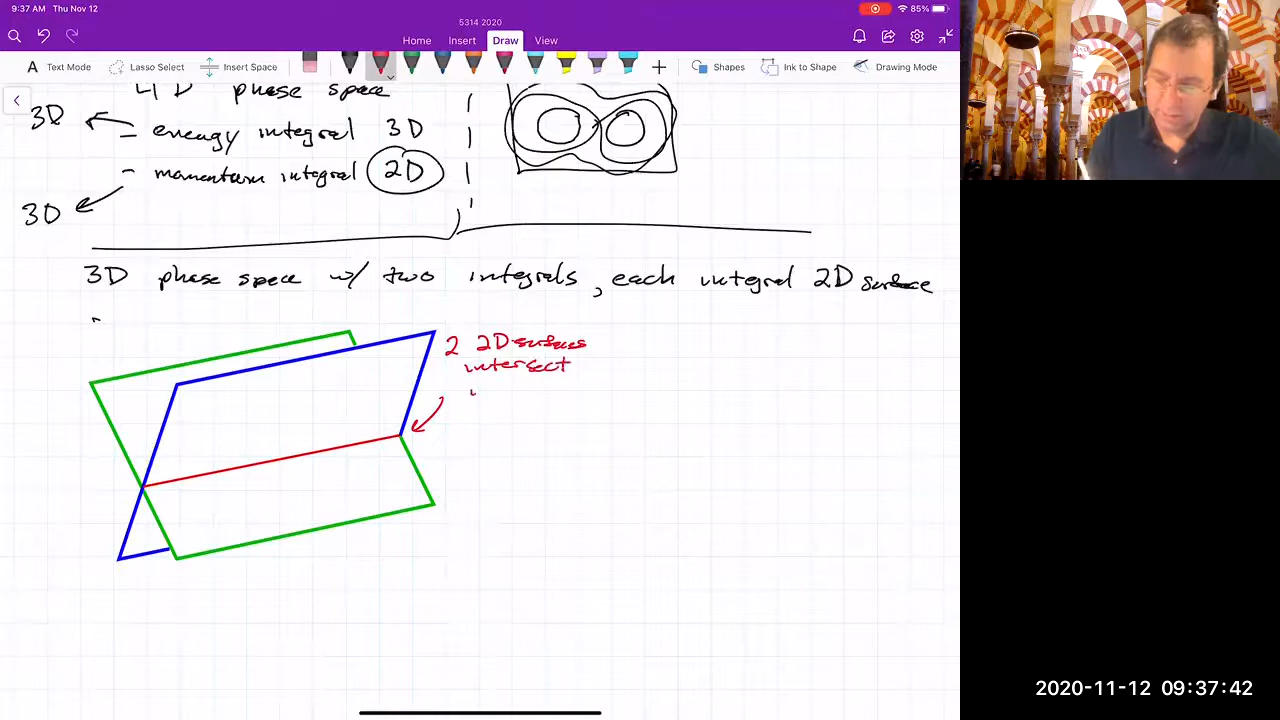 9:37 AM Thu Nov 12
85%
5314 2020
Home Insert Draw View
A Text Mode Lasso Select Insert Space + Shapes Ink to Shape Drawing Mode
4D phase space
3D - energy integral 3D
- momentum integral 2D
3D
3D phase space w/ two integrals, each integral 2D surface
2 2D surfaces
intersect
2020-11-12 09:37:42